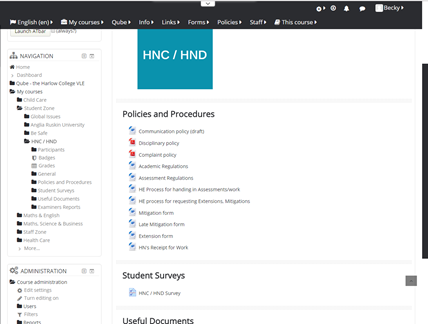 Becky
English (en)
My courses
Qube
Info
Links
Forms
Policies
Staff
This course
Launch ATbar
(always?)
NAVIGATION
Home
Dashboard
Qube - the Harlow College VLE
My courses
Child Care
Student Zone
Global Issues
Anglia Ruskin University
Be Safe
HNC / HND
Participants
Badges
Grades
General
Policies and Procedures
Student Surveys
Useful Documents
Examiners Reports
Maths & English
Maths, Science & Business
Staff Zone
Health Care
More...
ADMINISTRATION
Course administration
Edit settings
Turn editing on
Users
Filters
Reports
HNC / HND
Policies and Procedures
Communication policy (draft)
Disciplinary policy
Complaint policy
Academic Regulations
Assessment Regulations
HE Process for handing in Assessments/work
HE process for requesting Extensions, Mitigations
Mitigation form
Late Mitigation form
Extension form
HN's Receipt for Work
Student Surveys
HNC / HND Survey
Useful Documents